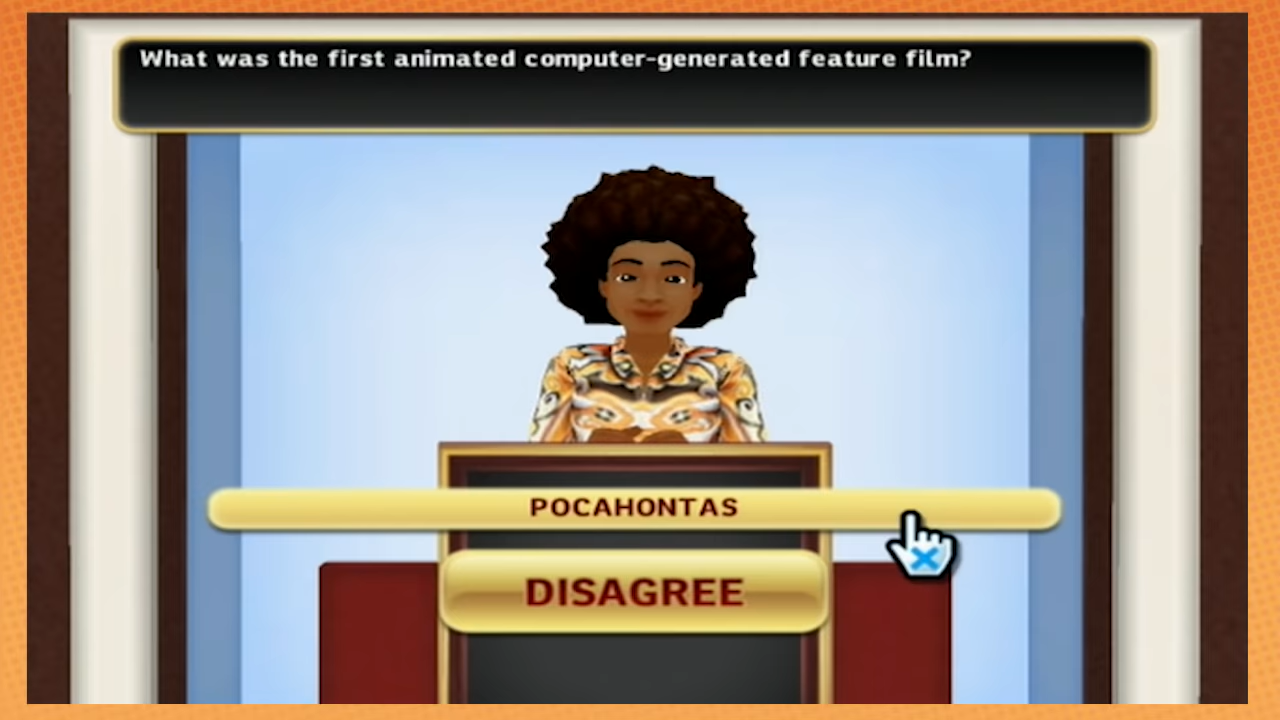 What was the first animated computer-generated feature film?
POCAHONTAS
DISAGREE